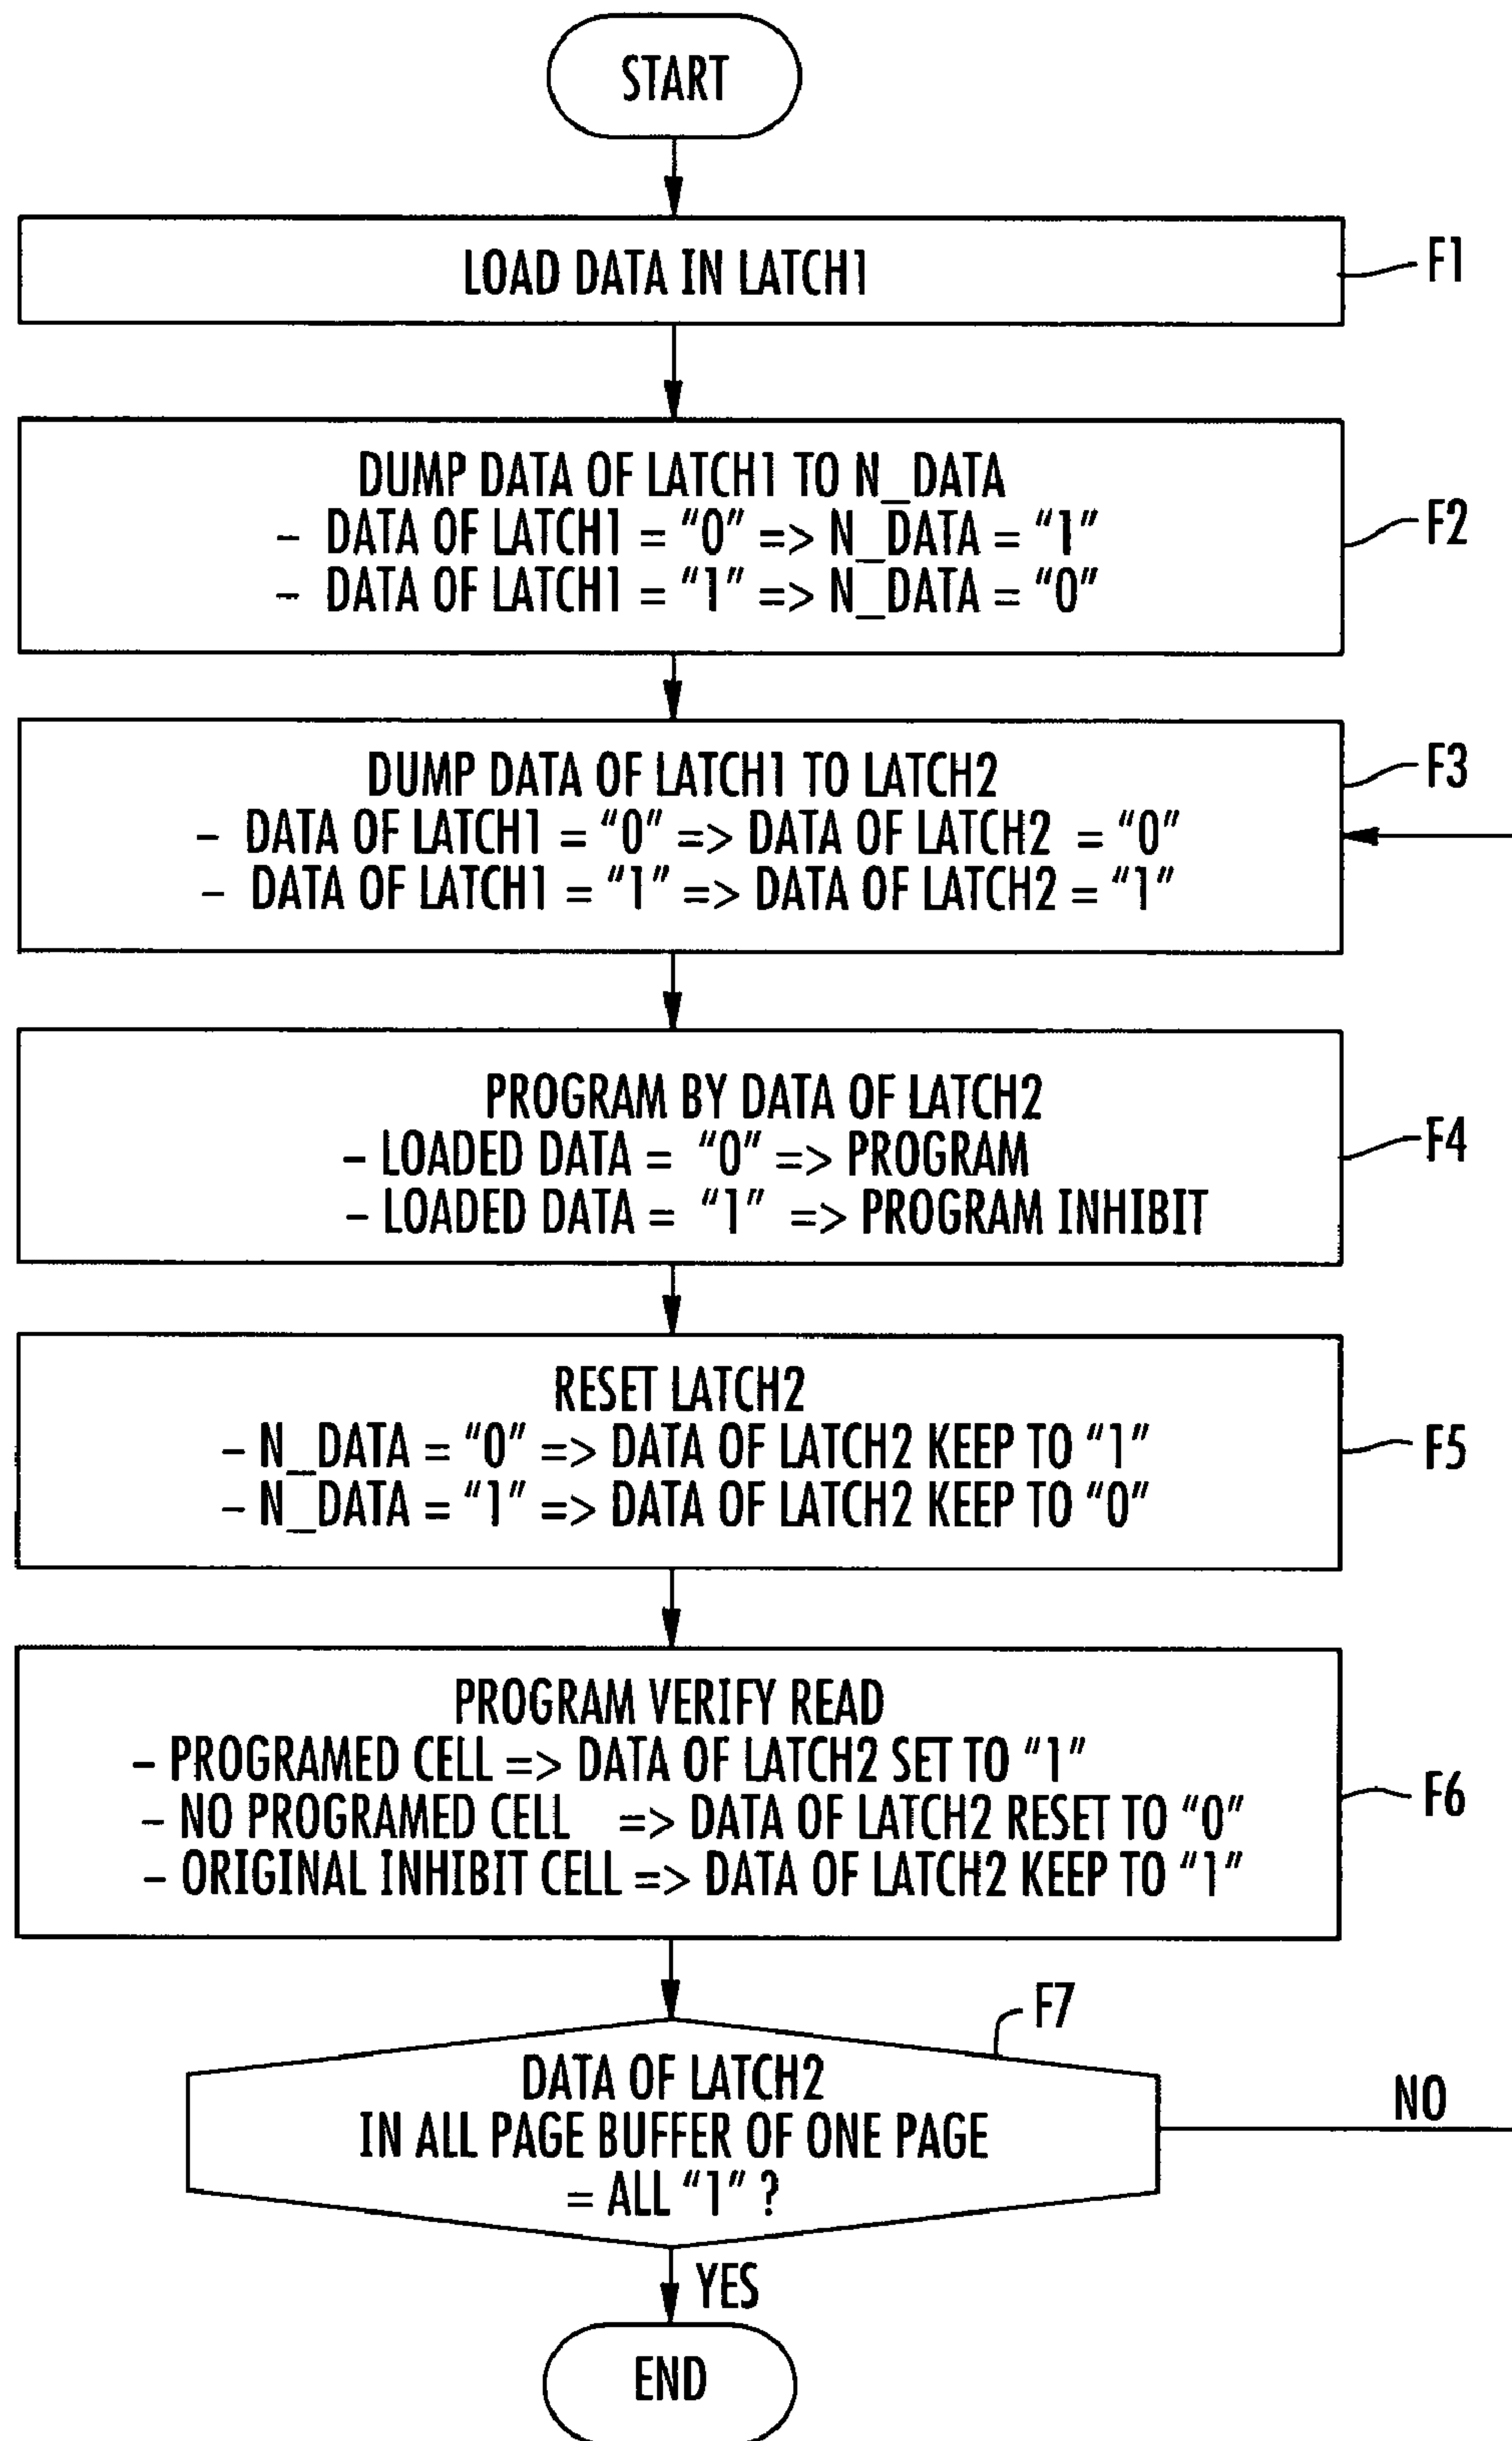 START
LOAD DATA IN LATCH1
F1
DUMP DATA OF LATCH1 TO N_DATA
– DATA OF LATCH1 = "0" => N_DATA = "1"
– DATA OF LATCH1 = "1" => N_DATA = "0"
F2
DUMP DATA OF LATCH1 TO LATCH2
– DATA OF LATCH1 = "0" => DATA OF LATCH2 = "0"
– DATA OF LATCH1 = "1" => DATA OF LATCH2 = "1"
F3
PROGRAM BY DATA OF LATCH2
– LOADED DATA = "0" => PROGRAM
– LOADED DATA = "1" => PROGRAM INHIBIT
F4
RESET LATCH2
– N_DATA = "0" => DATA OF LATCH2 KEEP TO "1"
– N_DATA = "1" => DATA OF LATCH2 KEEP TO "0"
F5
PROGRAM VERIFY READ
– PROGRAMED CELL => DATA OF LATCH2 SET TO "1"
– NO PROGRAMED CELL => DATA OF LATCH2 RESET TO "0"
– ORIGINAL INHIBIT CELL => DATA OF LATCH2 KEEP TO "1"
F6
F7
DATA OF LATCH2
IN ALL PAGE BUFFER OF ONE PAGE
= ALL "1" ?
NO
YES
END